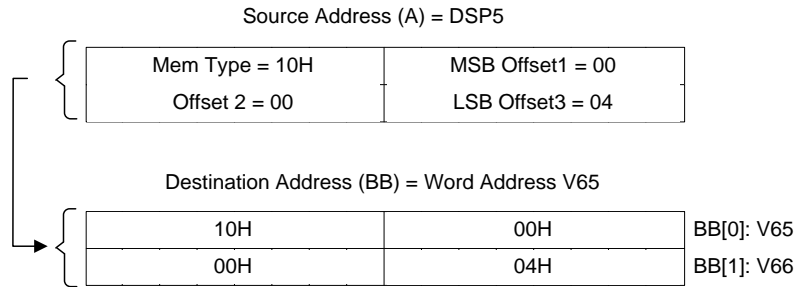 Source Address (A) = DSP5
Mem Type = 10H MSB Offset1 = 00
Offset 2 = 00 LSB Offset3 = 04
Destination Address (BB) = Word Address V65
10H 00H BB[0]: V65
00H 04H BB[1]: V66